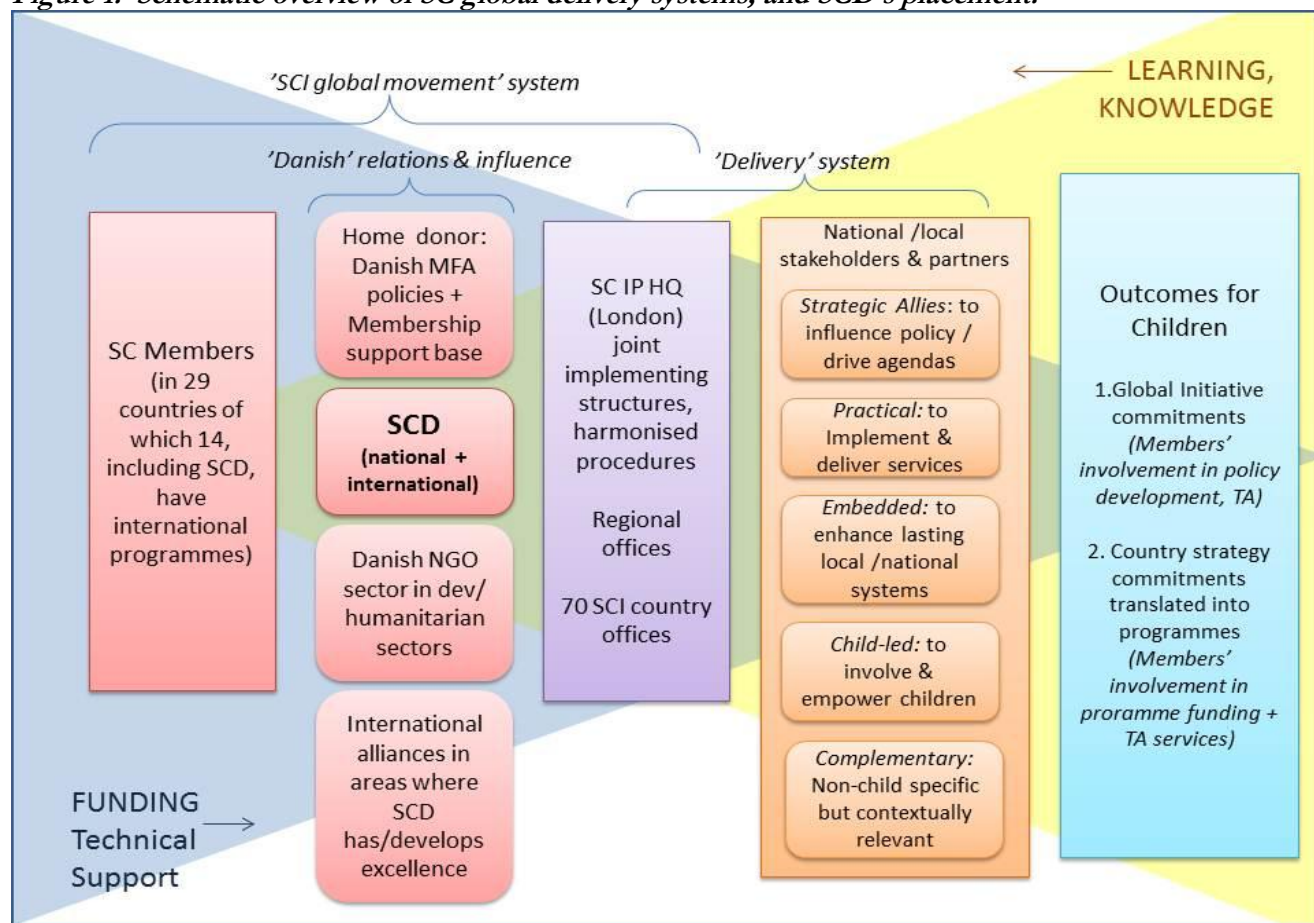 Figure 1: Schematic overview of SC global delivery systems, and SCD's placement.
'SCI global movement' system
LEARNING,
KNOWLEDGE
'Danish' relations & influence
'Delivery' system
SC Members
(in 29
countries of
which 14,
including SCD,
have
international
programmes)
Home donor:
Danish MFA
policies +
Membership
support base
SCD
(national +
international)
Danish NGO
sector in dev/
humanitarian
sectors
International
alliances in
areas where
SCD
has/develops
excellence
SC IP HQ
(London)
joint
implementing
structures,
harmonised
procedures
Regional
offices
70 SCI country
offices
National /local
stakeholders & partners
Strategic Allies: to
influence policy /
drive agendas
Practical: to
Implement &
deliver services
Embedded: to
enhance lasting
local /national
systems
Child-led: to
involve &
empower children
Complementary:
Non-child specific
but contextually
relevant
Outcomes for
Children
1.Global Initiative
commitments
(Members'
involvement in policy
development, TA)
2. Country strategy
commitments
translated into
programmes
(Members'
involvement in
proramme funding +
TA services)
FUNDING
Technical
Support